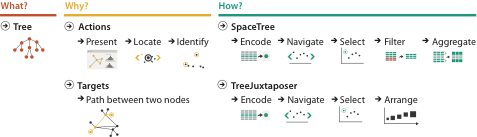 What? Why? How?
Tree Actions SpaceTree
Present Locate Identify Encode Navigate Select Filter Aggregate
Targets TreeJuxtaposer
Path between two nodes Encode Navigate Select Arrange